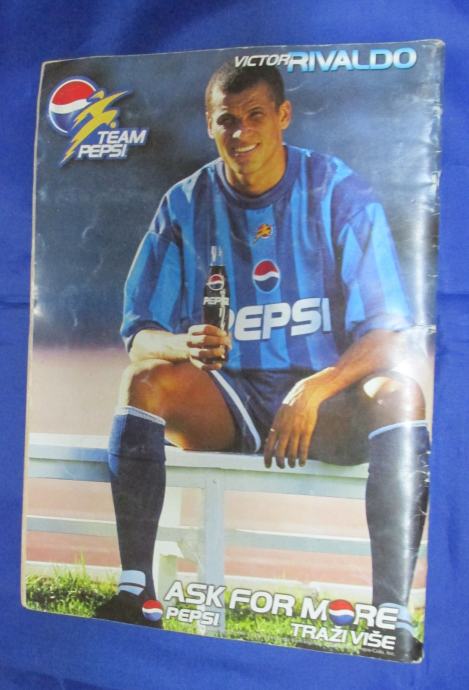 VICTOR RIVALDO
TEAM
PEPSI
PEPSI
PEPSI
ASK FOR MORE
PEPSI
TRAŽI VIŠE